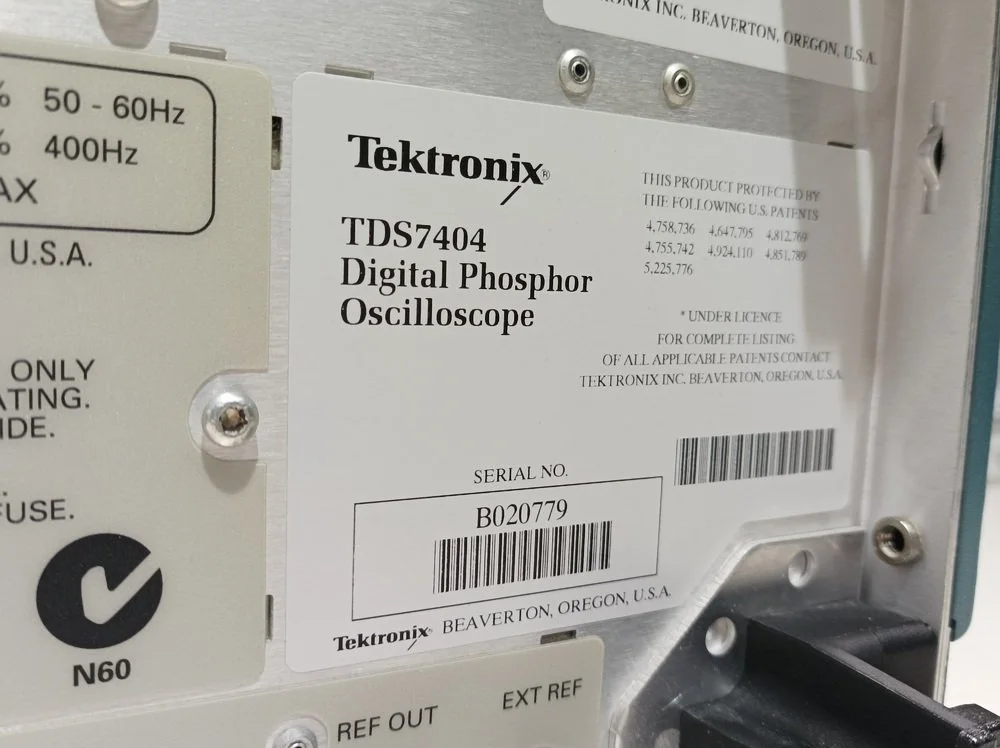 INC. BEAVERTON, OREGON, U.S.A.
% 50 - 60Hz
% 400Hz
AX
U.S.A.
ONLY
ATING.
IDE.
FUSE.
N60
Tektronix®
TDS7404
Digital Phosphor
Oscilloscope
THIS PRODUCT PROTECTED BY
THE FOLLOWING U.S. PATENTS
4,758,736 4,647,795 4,812,769
4,755,742 4,924,110 4,851,789
5,225,776
* UNDER LICENCE
FOR COMPLETE LISTING
OF ALL APPLICABLE PATENTS CONTACT
TEKTRONIX INC. BEAVERTON, OREGON, U.S.A.
SERIAL NO.
B020779
Tektronix® BEAVERTON, OREGON, U.S.A.
REF OUT
EXT REF